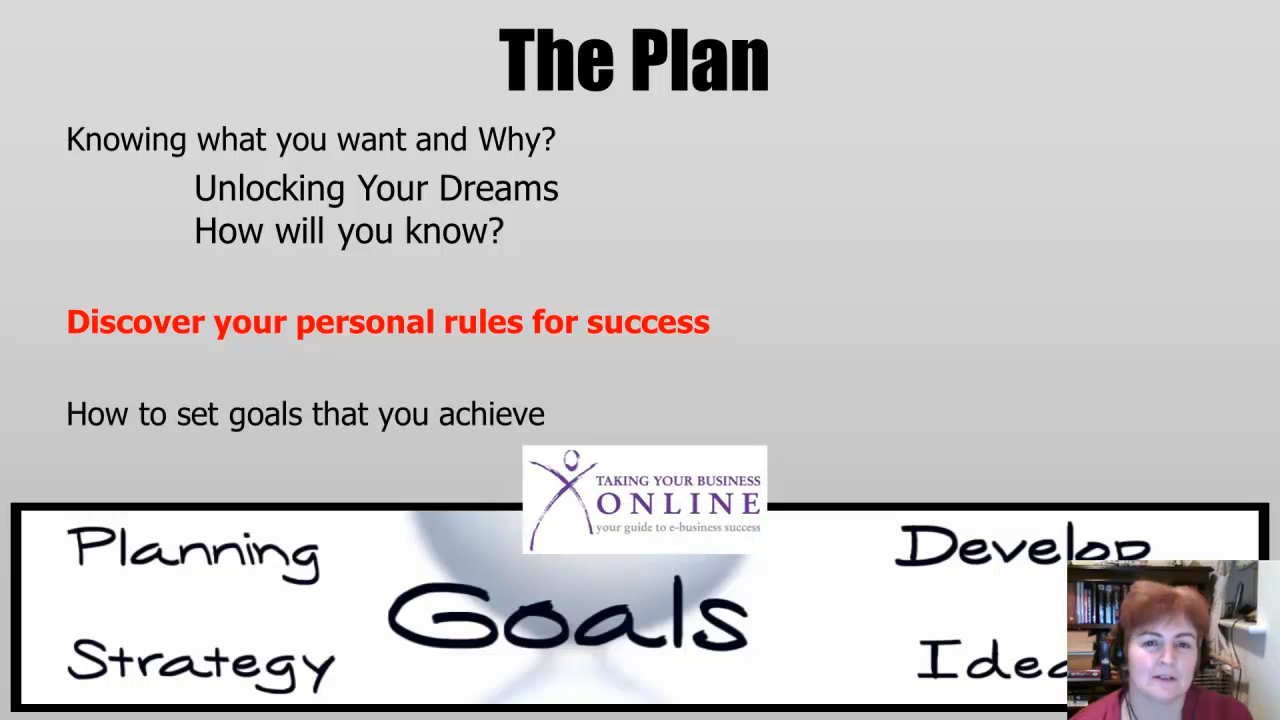 The Plan
Knowing what you want and Why?
Unlocking Your Dreams
How will you know?
Discover your personal rules for success
How to set goals that you achieve
TAKING YOUR BUSINESS
ONLINE
your guide to e-business success
Planning
Develop
Goals
Strategy